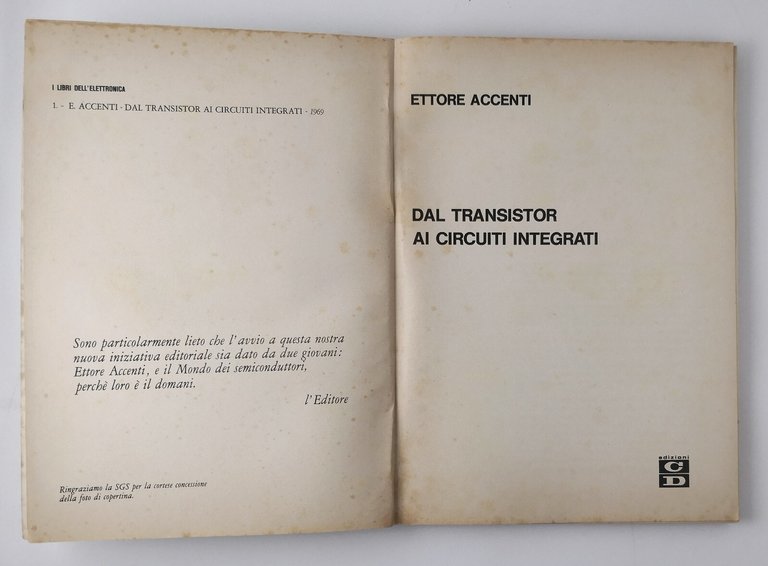 I LIBRI DELL'ELETTRONICA
1. - E. ACCENTI - DAL TRANSISTOR AI CIRCUITI INTEGRATI - 1969
Sono particolarmente lieto che l'avvio a questa nostra
nuova iniziativa editoriale sia dato da due giovani:
Ettore Accenti, e il Mondo dei semiconduttori,
perchè loro è il domani.
l'Editore
Ringraziamo la SGS per la cortese concessione
della foto di copertina.
ETTORE ACCENTI
DAL TRANSISTOR
AI CIRCUITI INTEGRATI
edizioni
C
D